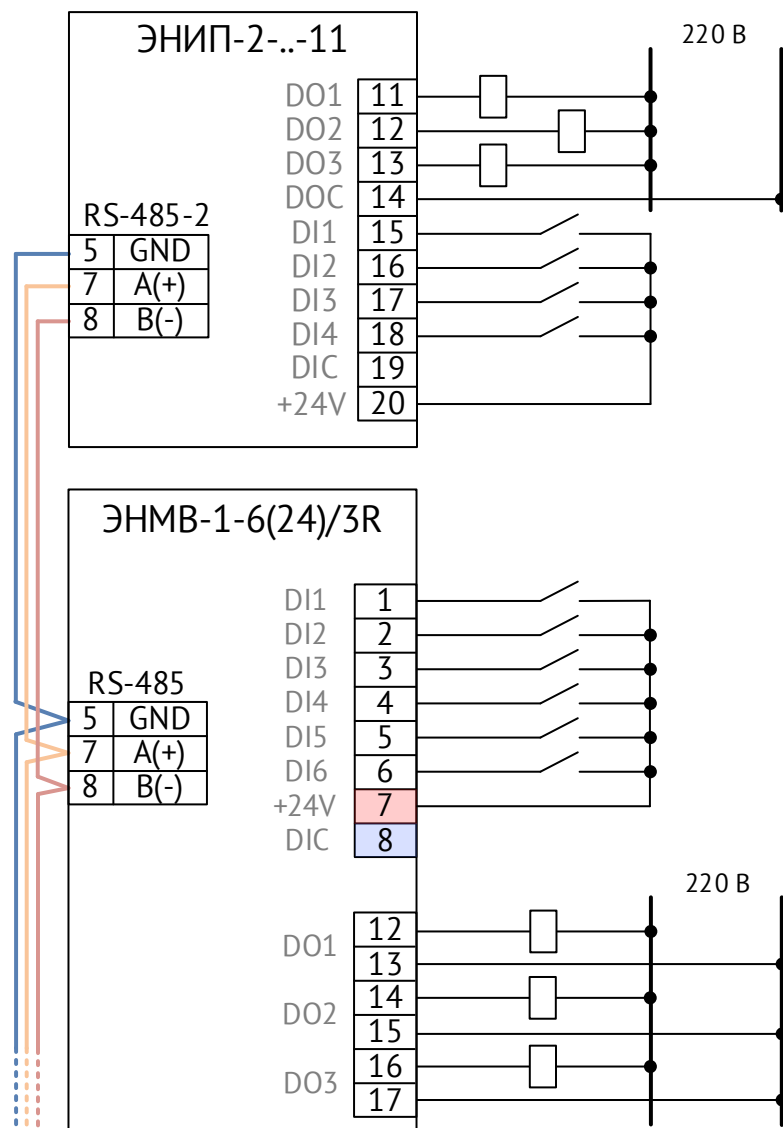 ЭНИП-2-..-11
220 В
DO1 11
DO2 12
DO3 13
DOC 14
RS-485-2
DI1 15
5 GND
DI2 16
7 A(+)
DI3 17
8 B(-)
DI4 18
DIC 19
+24V 20
ЭНМВ-1-6(24)/3R
DI1 1
DI2 2
DI3 3
RS-485
DI4 4
5 GND
DI5 5
7 A(+)
DI6 6
8 B(-)
+24V 7
DIC 8
220 В
DO1 12
13
DO2 14
15
DO3 16
17